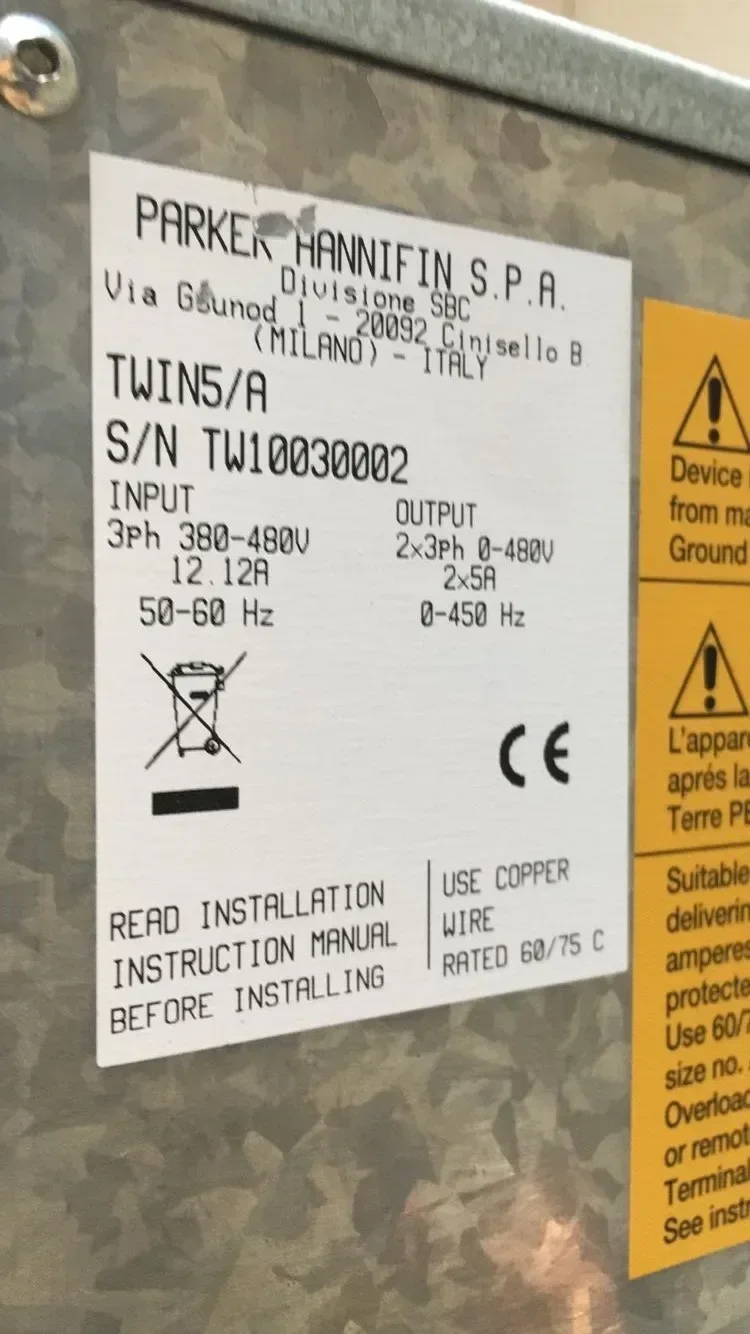 PARKER HANNIFIN S.P.A.
Divisione SBC
Via Gounod 1 - 20092 Cinisello B
(MILANO) - ITALY
TWIN5/A
S/N TW10030002
INPUT OUTPUT
3Ph 380-480V 2x3Ph 0-480V
12.12A 2x5A
50-60 Hz 0-450 Hz
CE
READ INSTALLATION
INSTRUCTION MANUAL
BEFORE INSTALLING
USE COPPER
WIRE
RATED 60/75 C
Device
from
Ground
L'appar
aprés la
Terre PE
Suitable
deliverin
amperes
protecte
Use 60/7
size no.
Overload
or remot
Terminal
See instr